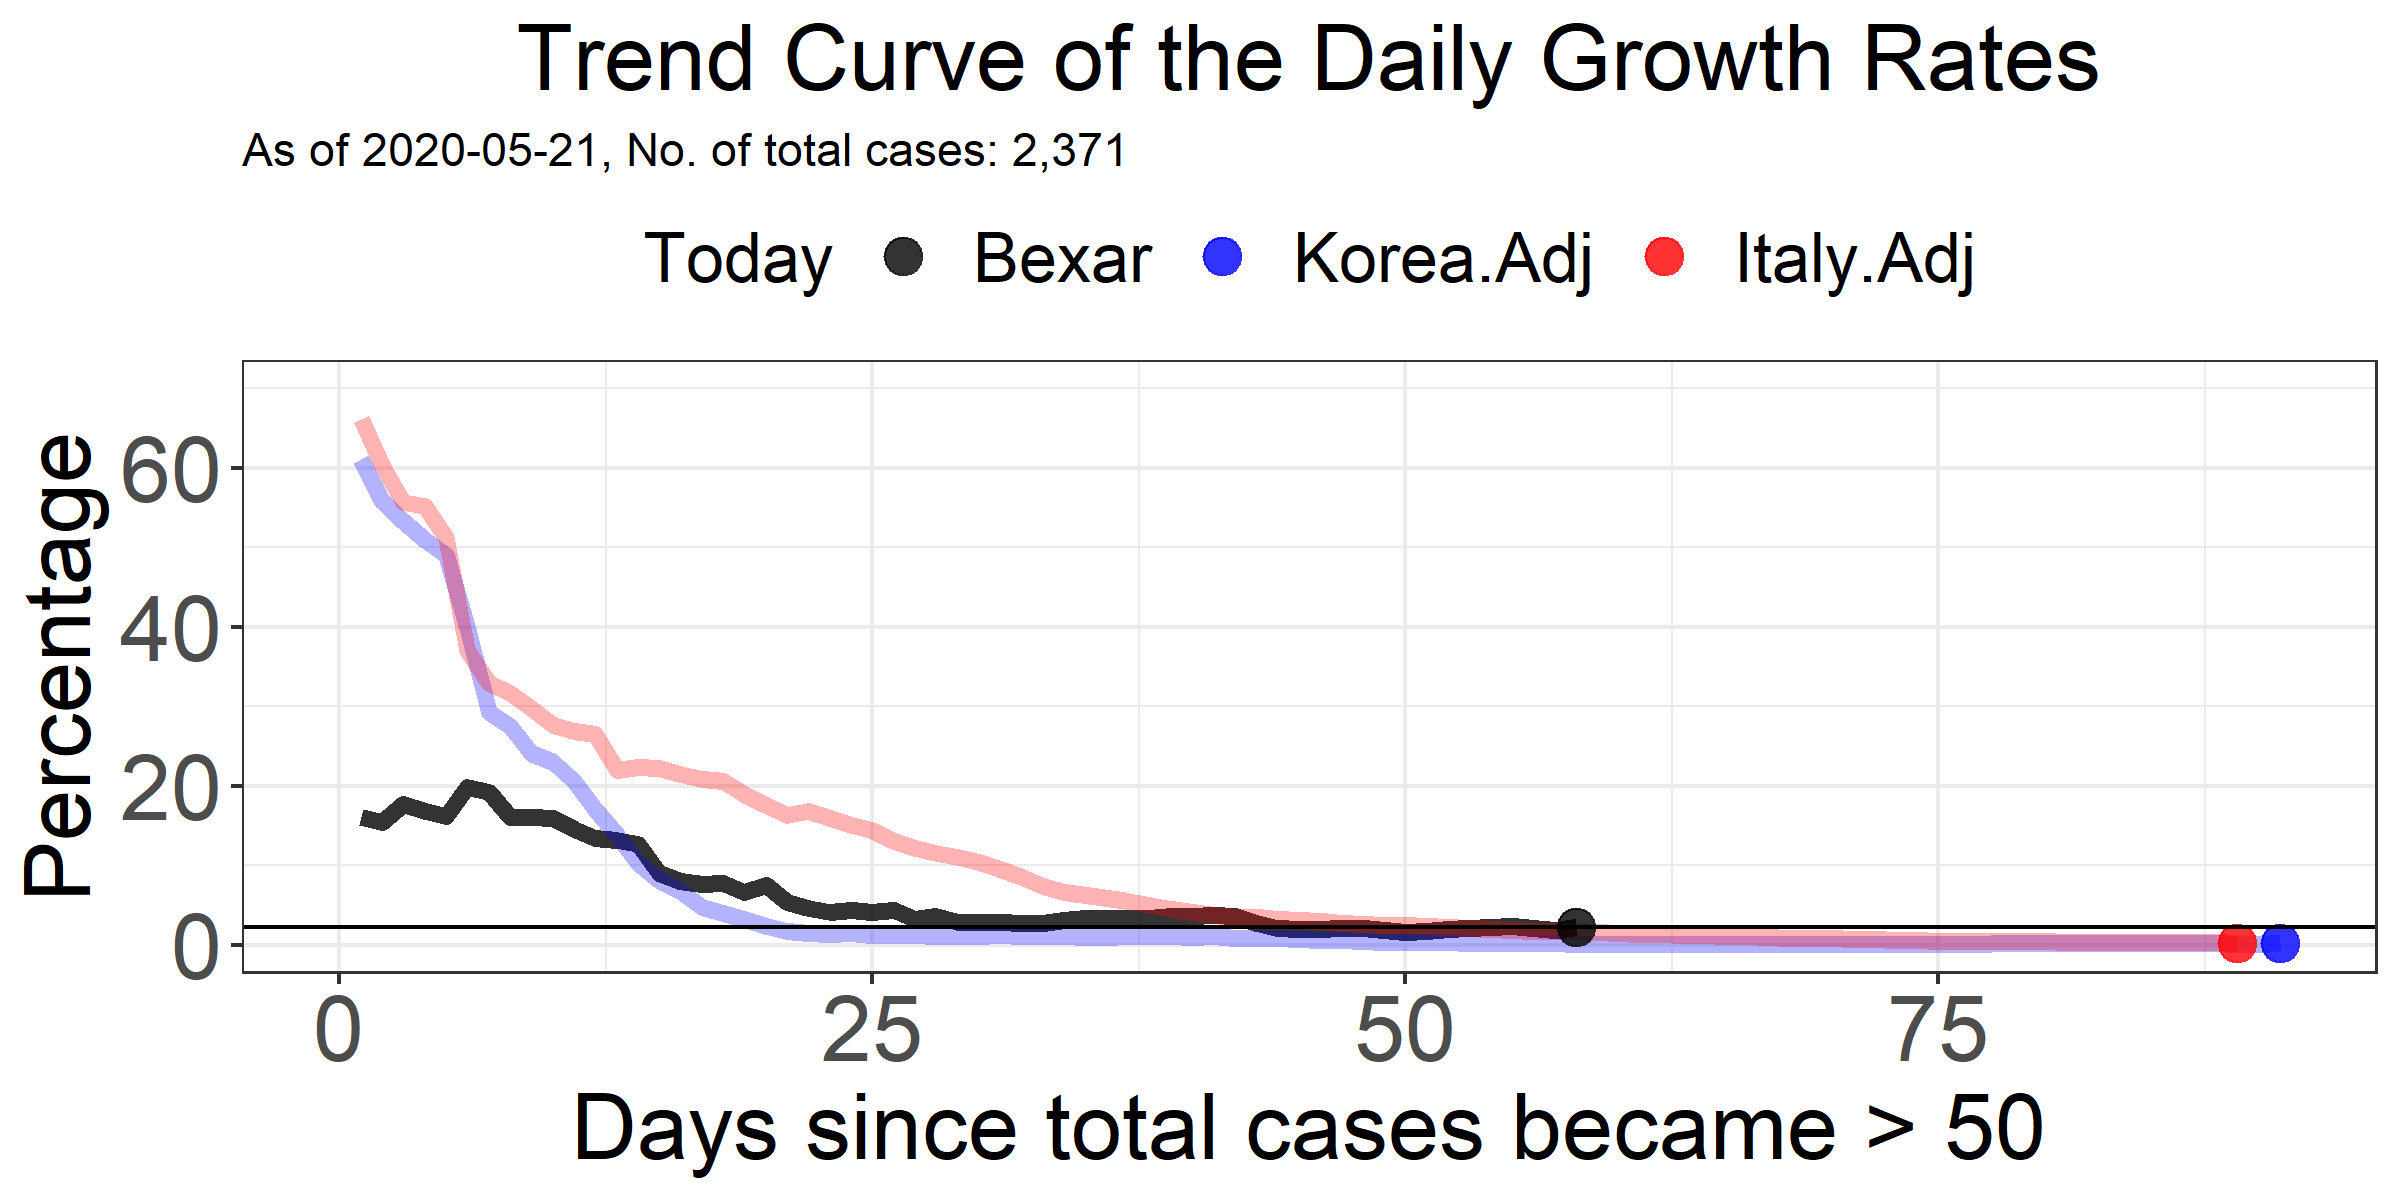 Trend Curve of the Daily Growth Rates
As of 2020-05-21, No. of total cases: 2,371
Today Bexar Korea.Adj Italy.Adj
Percentage
60
40
20
0
0 25 50 75
Days since total cases became > 50